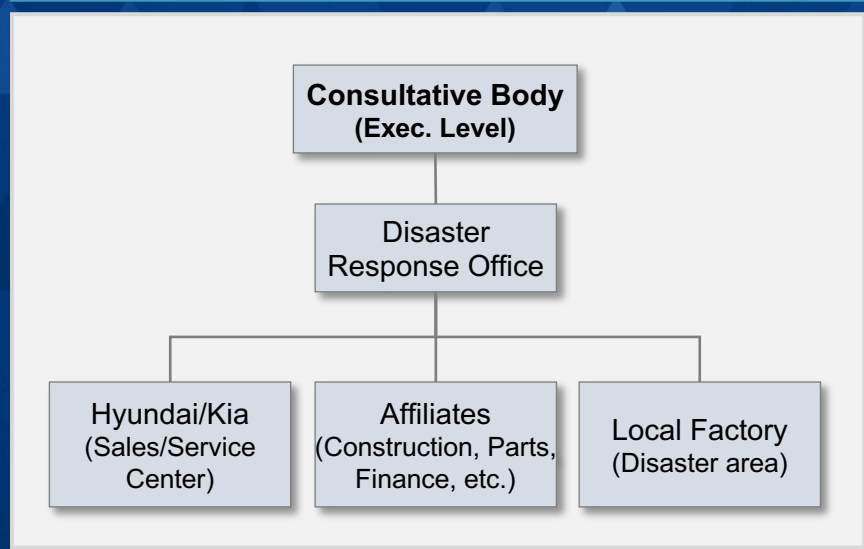 Consultative Body
(Exec. Level)
Disaster
Response Office
Hyundai/Kia
(Sales/Service
Center)
Affiliates
(Construction, Parts,
Finance, etc.)
Local Factory
(Disaster area)